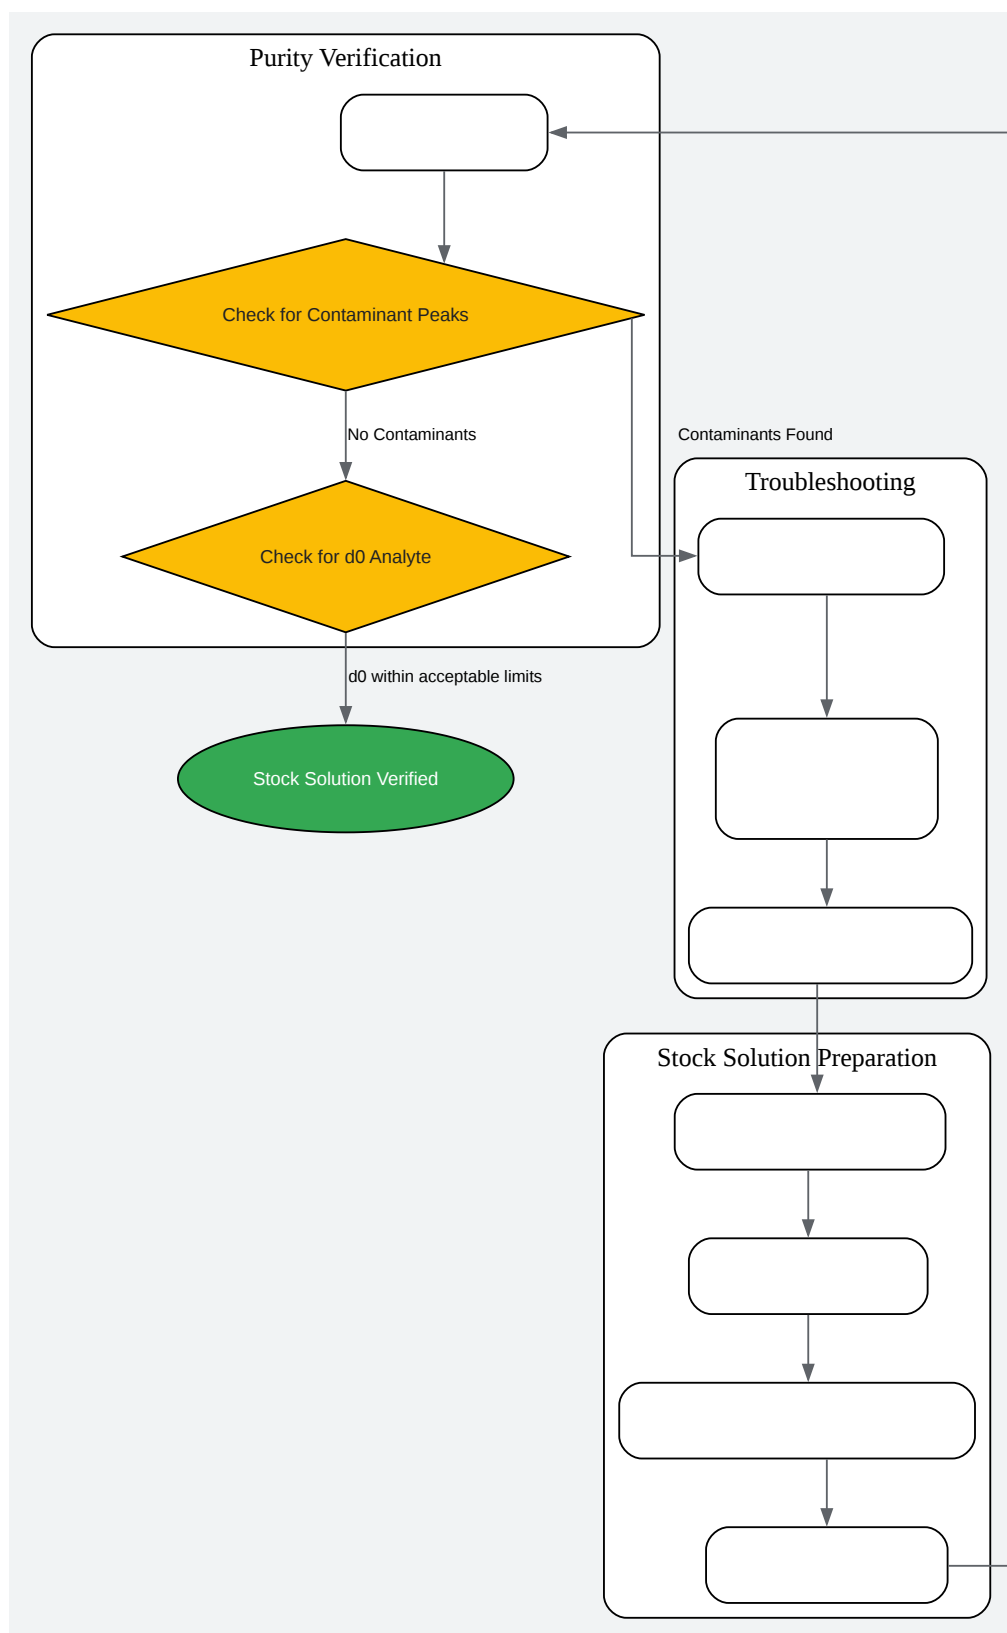 Purity Verification
Check for Contaminant Peaks
No Contaminants
Contaminants Found
Troubleshooting
Check for d0 Analyte
d0 within acceptable limits
Stock Solution Verified
Stock Solution Preparation